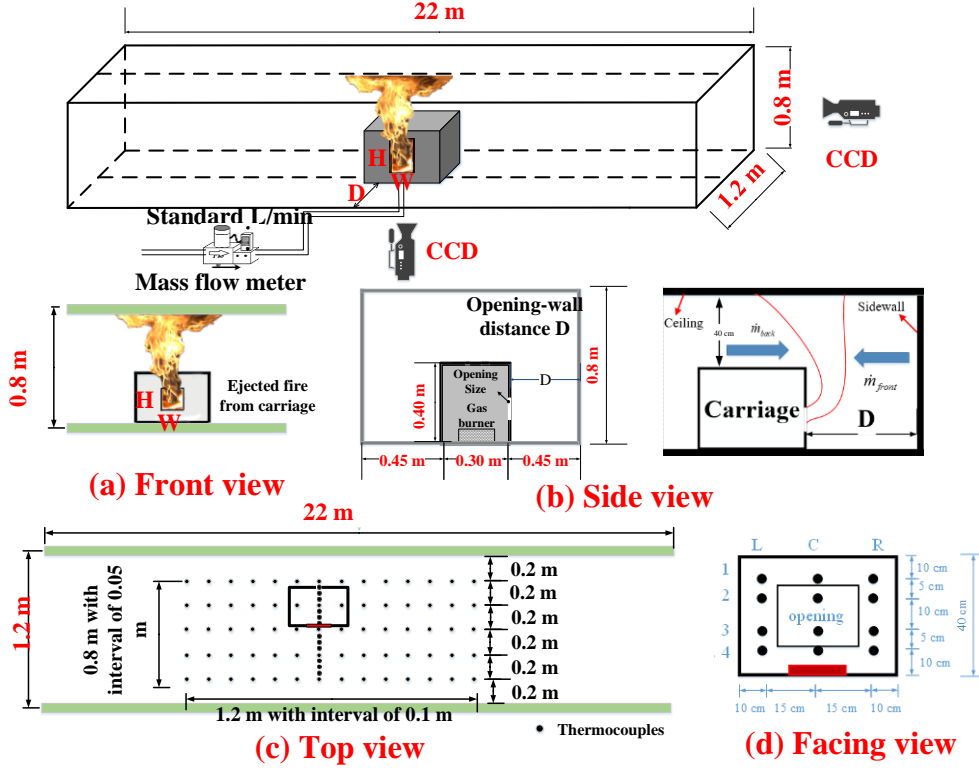 22 m
0.8 m
1.2 m
CCD
H
W
D
Standard L/min
Mass flow meter
CCD
0.8 m
H
W
Ejected fire
from carriage
(a) Front view
Opening-wall
distance D
Opening
Size
Gas
burner
D
0.40 m
0.8 m
0.45 m
0.30 m
0.45 m
(b) Side view
Ceiling
40 cm
ṁback
Sidewall
ṁfront
Carriage
D
22 m
1.2 m
0.8 m with
interval of 0.05
m
0.2 m
0.2 m
0.2 m
0.2 m
0.2 m
1.2 m with interval of 0.1 m
Thermocouples
(c) Top view
L C R
1
2
3
4
opening
10 cm
5 cm
10 cm
5 cm
10 cm
40 cm
10 cm 15 cm 15 cm 10 cm
(d) Facing view